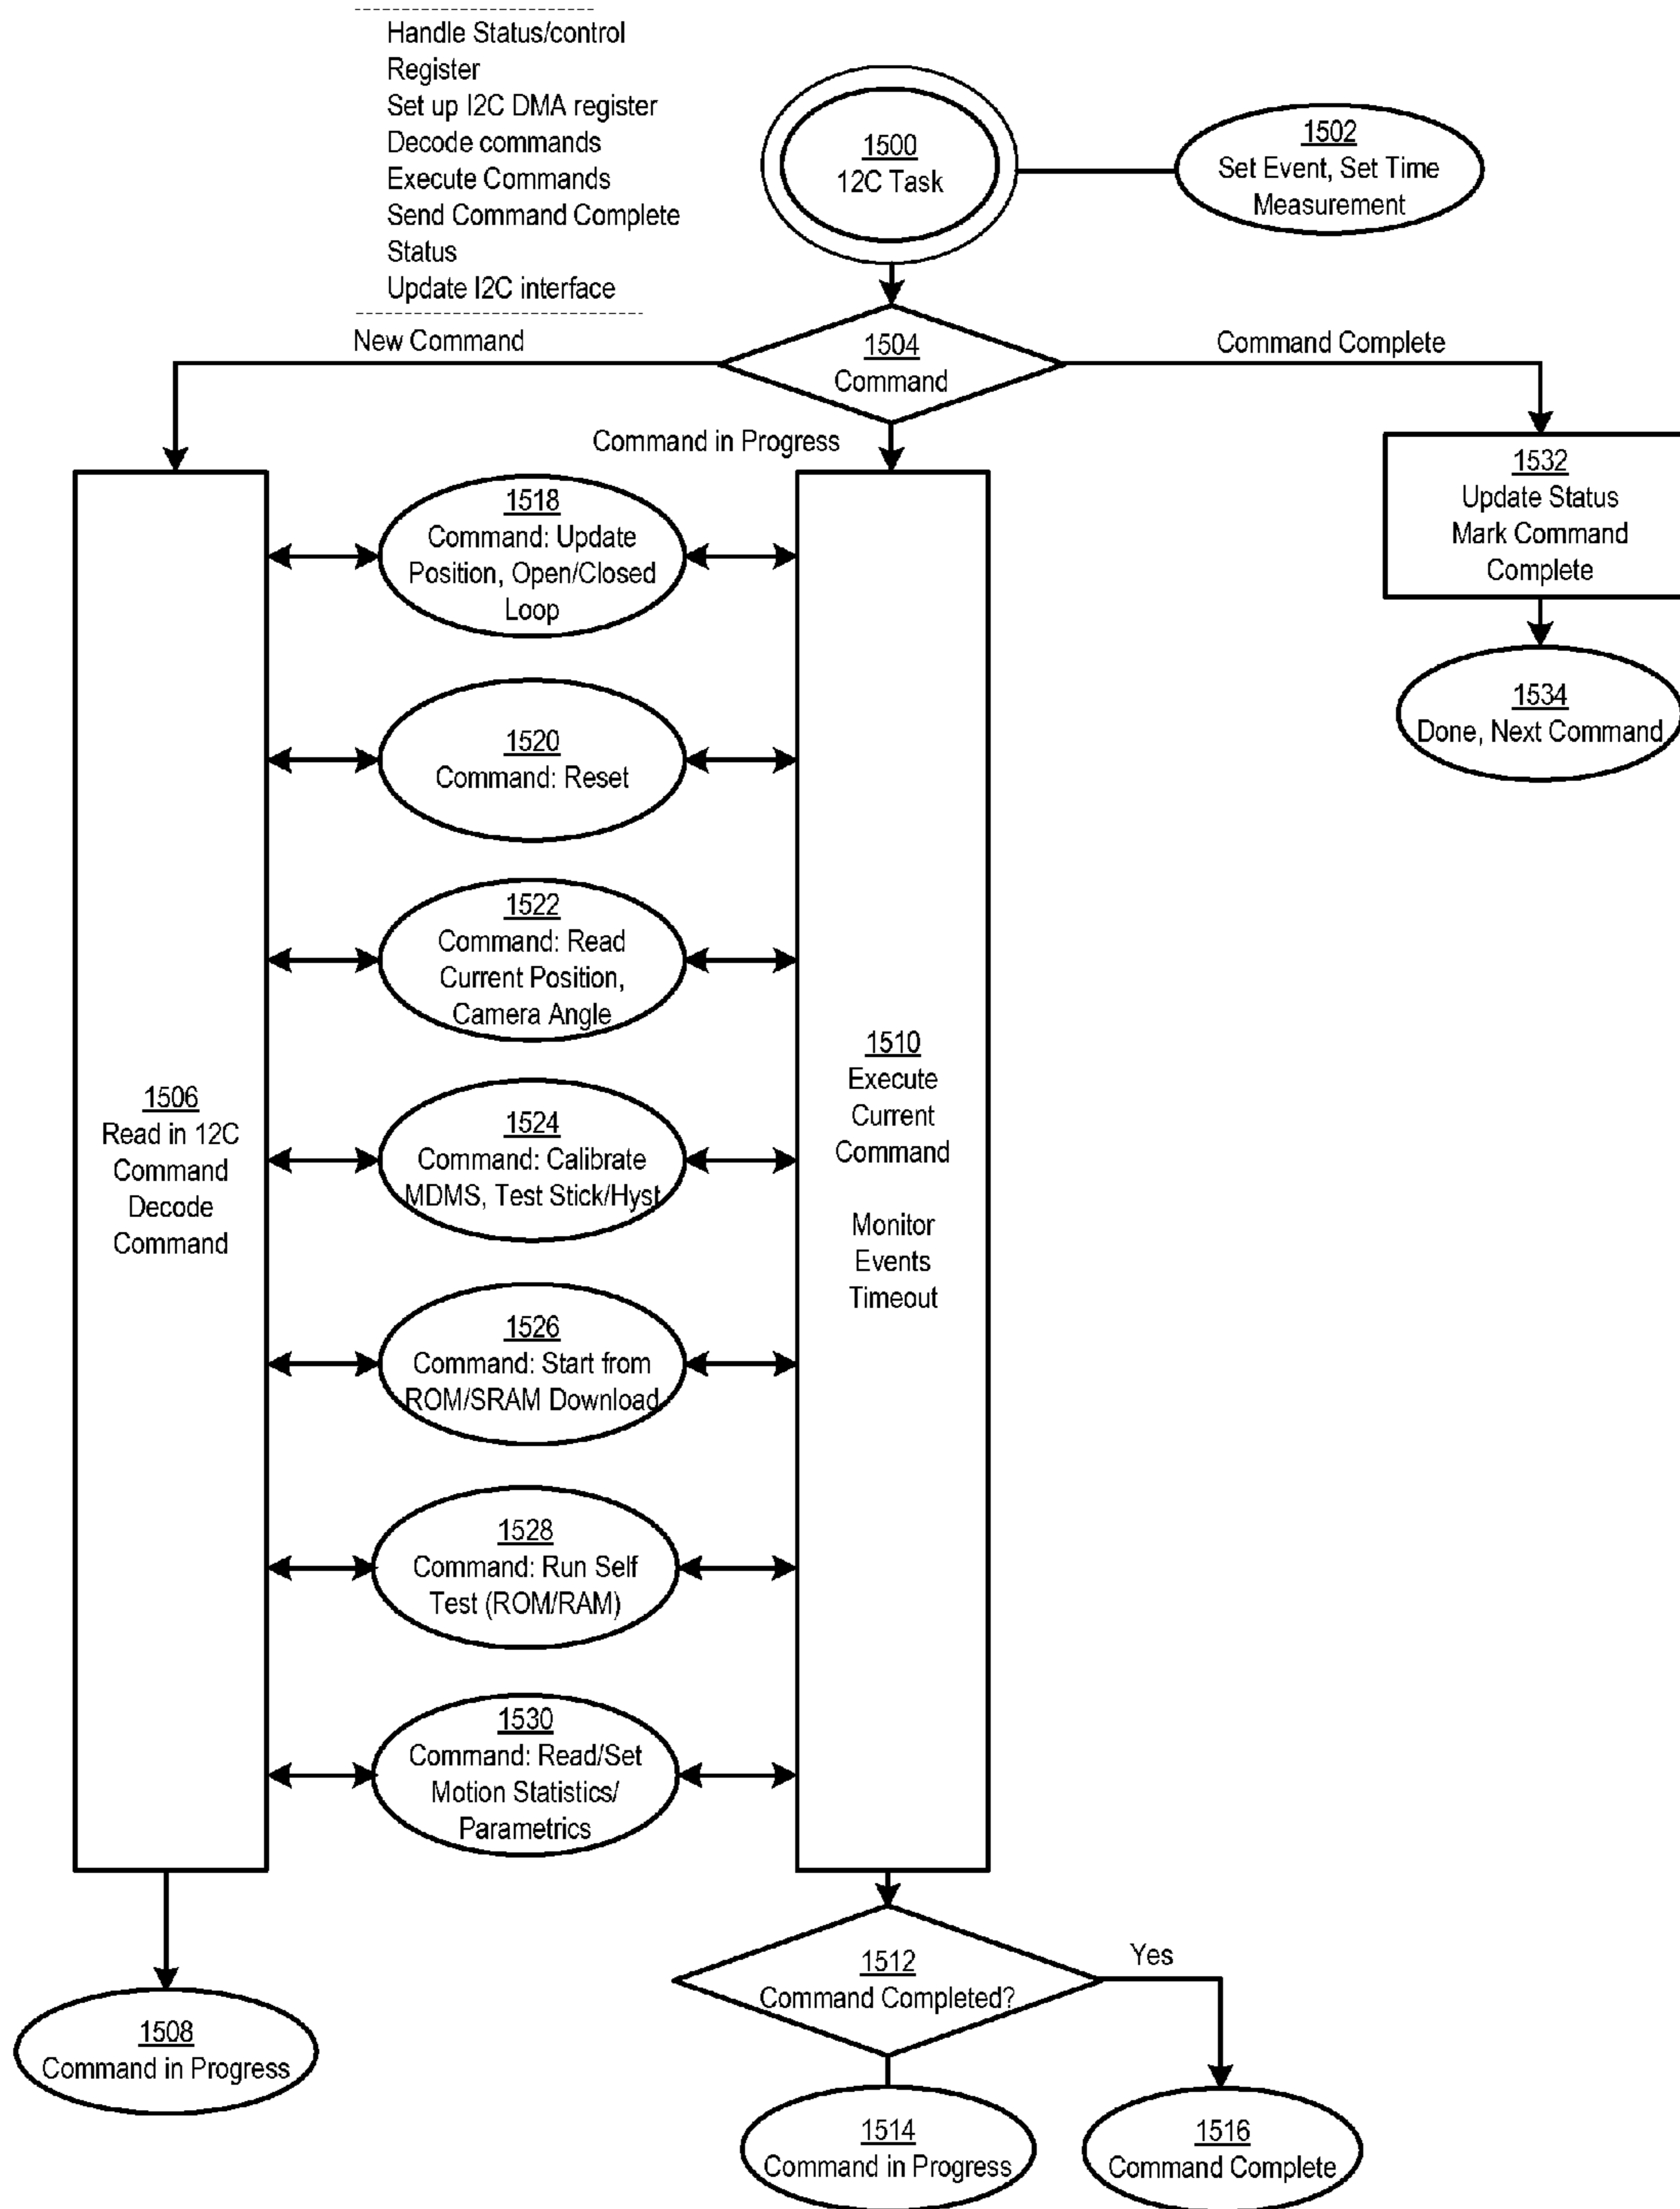 Handle Status/control
Register
Set up I2C DMA register
Decode commands
Execute Commands
Send Command Complete
Status
Update I2C interface
1500
12C Task
1502
Set Event, Set Time
Measurement
New Command
1504
Command
Command Complete
Command in Progress
1532
Update Status
Mark Command
Complete
1534
Done, Next Command
1518
Command: Update
Position, Open/Closed
Loop
1520
Command: Reset
1522
Command: Read
Current Position,
Camera Angle
1506
Read in 12C
Command
Decode
Command
1524
Command: Calibrate
MDMS, Test Stick/Hyst
1510
Execute
Current
Command
Monitor
Events
Timeout
1526
Command: Start from
ROM/SRAM Download
1528
Command: Run Self
Test (ROM/RAM)
1530
Command: Read/Set
Motion Statistics/
Parametrics
1508
Command in Progress
1512
Command Completed?
Yes
1514
Command in Progress
1516
Command Complete